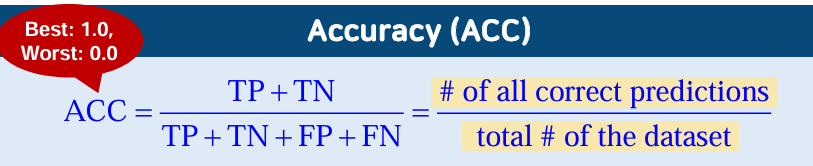 Best: 1.0,
Worst: 0.0
Accuracy (ACC)
ACC = TP + TN / TP + TN + FP + FN = # of all correct predictions / total # of the dataset